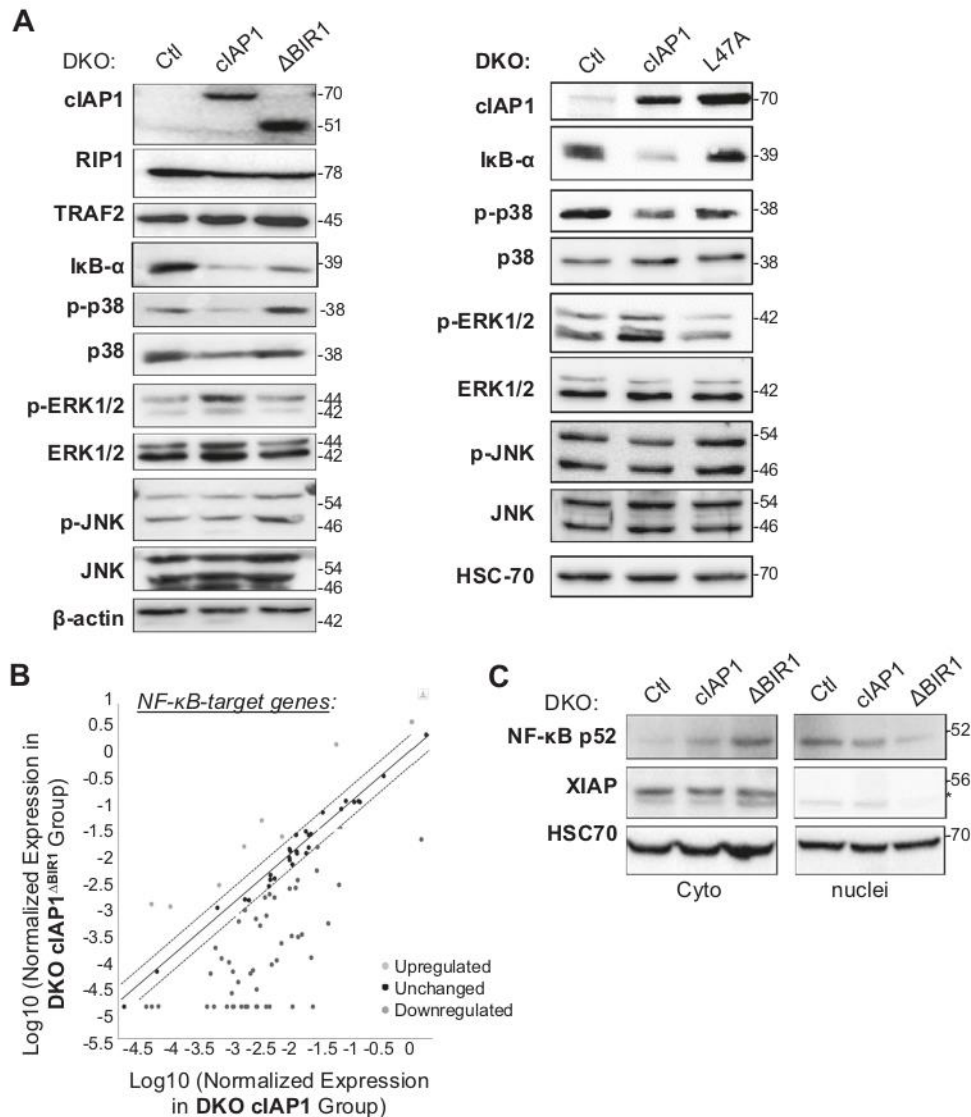 A
DKO: Ctl cIAP1 ΔBIR1
cIAP1 -70
-51
RIP1 -78
TRAF2 -45
IκB-α -39
p-p38 -38
p38 -38
p-ERK1/2 -44
-42
ERK1/2 -44
-42
p-JNK -54
-46
JNK -54
-46
β-actin -42
DKO: Ctl cIAP1 L47A
cIAP1 -70
IκB-α -39
p-p38 -38
p38 -38
p-ERK1/2 -42
ERK1/2 -42
p-JNK -54
-46
JNK -54
-46
HSC-70 -70
B
NF-κB-target genes:
Log10 (Normalized Expression in
DKO cIAP1ΔBIR1 Group)
1
0.5
0
-0.5
-1
-1.5
-2
-2.5
-3
-3.5
-4
-4.5
-5
-5.5
Upregulated
Unchanged
Downregulated
-4.5 -4 -3.5 -3 -2.5 -2 -1.5 -1 -0.5 0
Log10 (Normalized Expression
in DKO cIAP1 Group)
C
DKO: Ctl cIAP1 ΔBIR1 Ctl cIAP1 ΔBIR1
NF-κB p52 -52
XIAP -56
*
HSC70 -70
Cyto nuclei